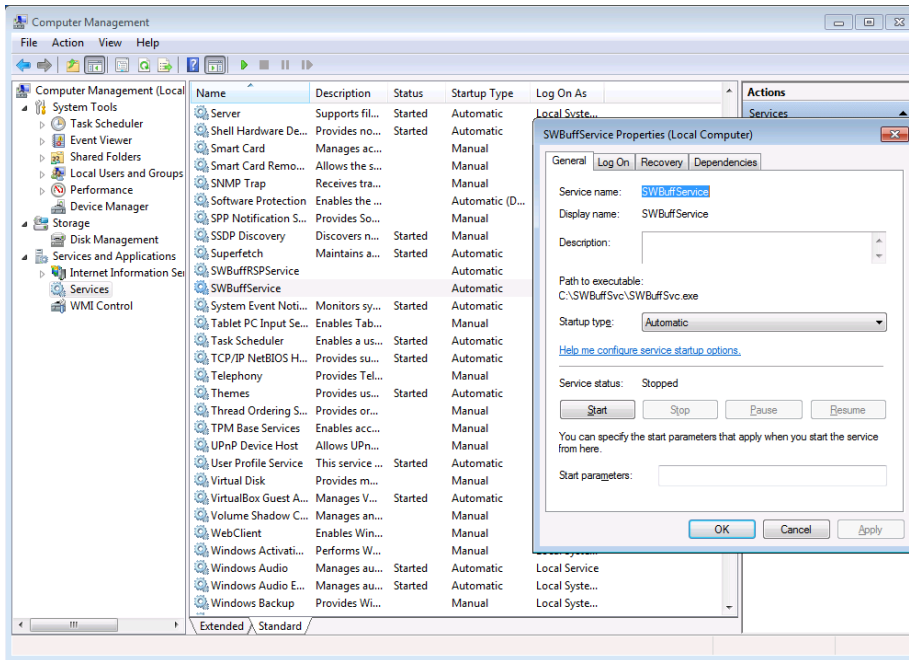 Computer Management
File Action View Help
Computer Management (Local
System Tools
Task Scheduler
Event Viewer
Shared Folders
Local Users and Groups
Performance
Device Manager
Storage
Disk Management
Services and Applications
Internet Information Ser
Services
WMI Control
Name Description Status Startup Type Log On As
Server Supports fil... Started Automatic Local Syste...
Shell Hardware De... Provides no... Started Automatic
Smart Card Manages ac... Manual
Smart Card Remo... Allows the s... Manual
SNMP Trap Receives tra... Manual
Software Protection Enables the ... Automatic (D...
SPP Notification S... Provides So... Manual
SSDP Discovery Discovers n... Started Manual
Superfetch Maintains a... Started Automatic
SWBuffRSPService Automatic
SWBuffService Automatic
System Event Noti... Monitors sy... Started Automatic
Tablet PC Input Se... Enables Tab... Manual
Task Scheduler Enables a us... Started Automatic
TCP/IP NetBIOS H... Provides su... Started Automatic
Telephony Provides Tel... Manual
Themes Provides us... Started Automatic
Thread Ordering S... Provides or... Manual
TPM Base Services Enables acc... Manual
UPnP Device Host Allows UPn... Manual
User Profile Service This service ... Started Automatic
Virtual Disk Provides m... Manual
VirtualBox Guest A... Manages V... Started Automatic
Volume Shadow C... Manages an... Manual
WebClient Enables Win... Manual
Windows Activati... Performs W... Manual
Windows Audio Manages au... Started Automatic Local Service
Windows Audio E... Manages au... Started Automatic Local Syste...
Windows Backup Provides Wi... Manual Local Syste...
Extended Standard
Actions
Services
SWBuffService Properties (Local Computer)
General Log On Recovery Dependencies
Service name: SWBuffService
Display name: SWBuffService
Description:
Path to executable:
C:\SWBuffSvc\SWBuffSvc.exe
Startup type: Automatic
Help me configure service startup options.
Service status: Stopped
Start Stop Pause Resume
You can specify the start parameters that apply when you start the service
from here.
Start parameters:
OK Cancel Apply